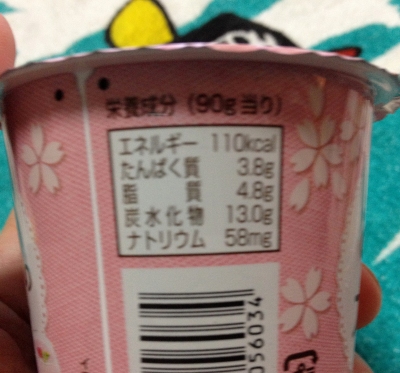 栄養成分 (90g当り)
エネルギー 110kcal
たんぱく質 3.8g
脂質 4.8g
炭水化物 13.0g
ナトリウム 58mg
056034